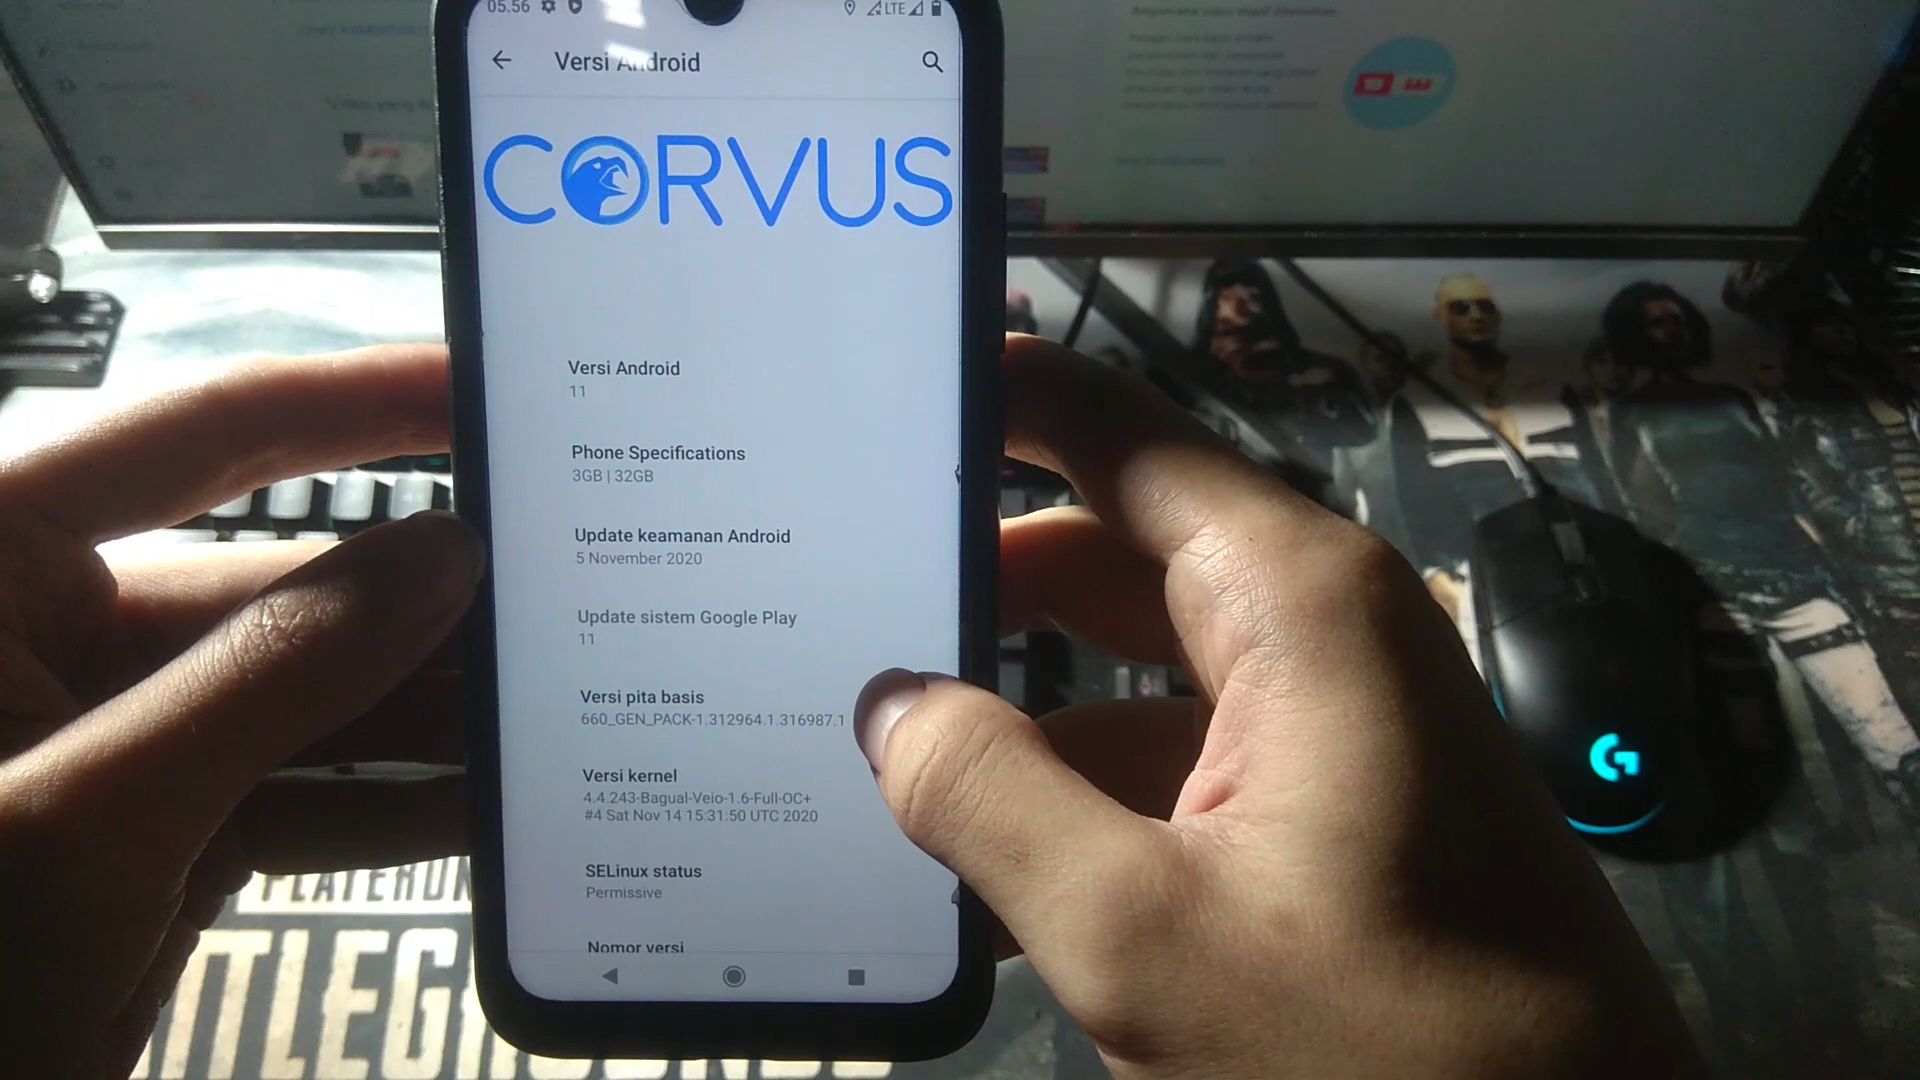 05.56
LTE
Versi Android
CORVUS
Versi Android
11
Phone Specifications
3GB | 32GB
Update keamanan Android
5 November 2020
Update sistem Google Play
11
Versi pita basis
660_GEN_PACK-1.312964.1.316987.1
Versi kernel
4.4.243-Bagual-Veio-1.6-Full-OC+
#4 Sat Nov 14 15:31:50 UTC 2020
SELinux status
Permissive
Nomor versi
G